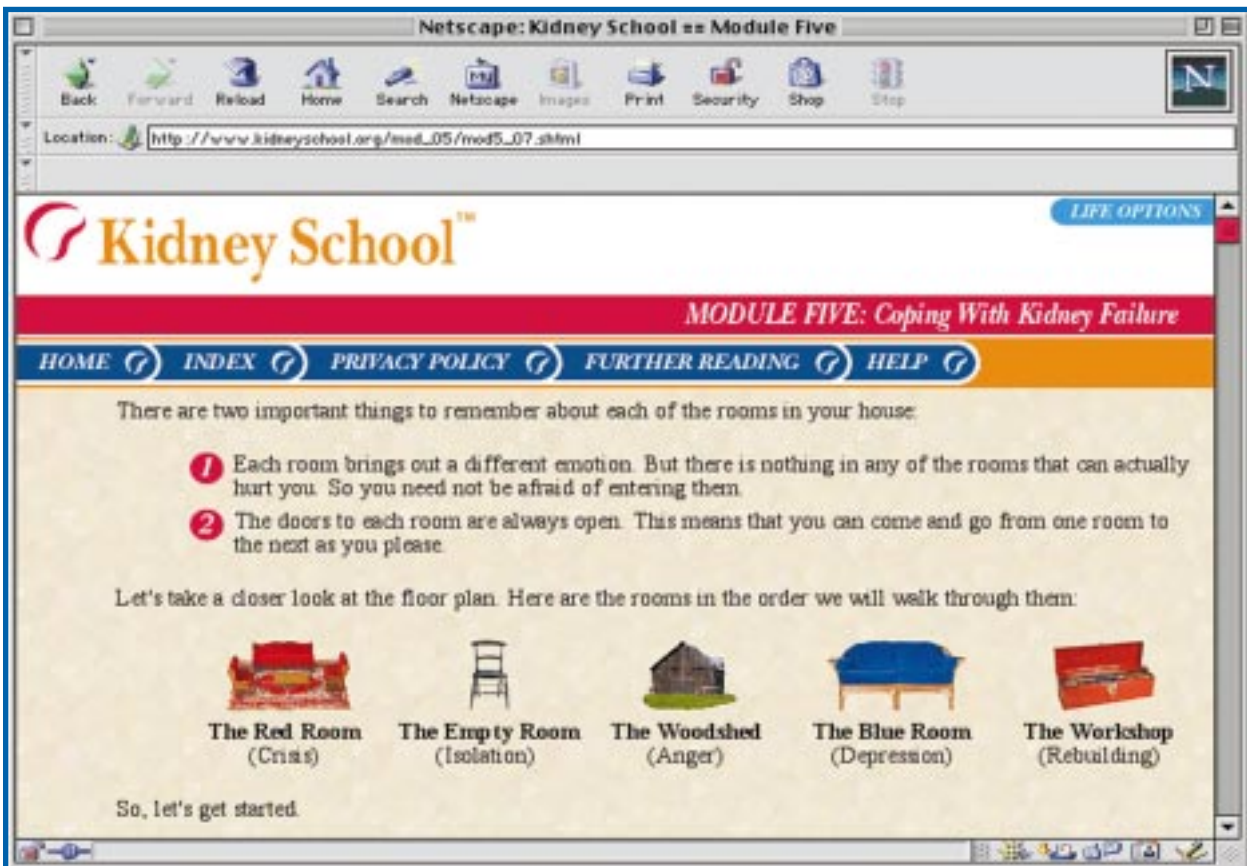 Netscape: Kidney School == Module Five
Back Forward Reload Home Search Netscape Images Print Security Shop Stop
My
N
Location: http://www.kidneyschool.org/mod_05/mod5_07.shtml
LIFE OPTIONS
Kidney School™
MODULE FIVE: Coping With Kidney Failure
HOME INDEX PRIVACY POLICY FURTHER READING HELP
There are two important things to remember about each of the rooms in your house:
1 Each room brings out a different emotion. But there is nothing in any of the rooms that can actually
hurt you. So you need not be afraid of entering them.
2 The doors to each room are always open. This means that you can come and go from one room to
the next as you please.
Let's take a closer look at the floor plan. Here are the rooms in the order we will walk through them:
The Red Room The Empty Room The Woodshed The Blue Room The Workshop
(Crisis) (Isolation) (Anger) (Depression) (Rebuilding)
So, let's get started.